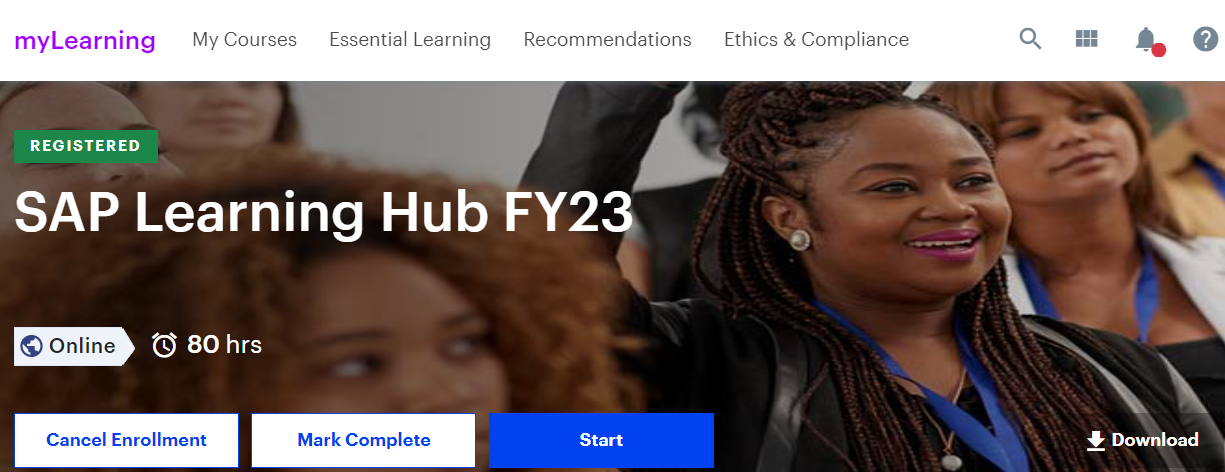 myLearning My Courses Essential Learning Recommendations Ethics & Compliance
REGISTERED
SAP Learning Hub FY23
Online 80 hrs
Cancel Enrollment Mark Complete Start Download